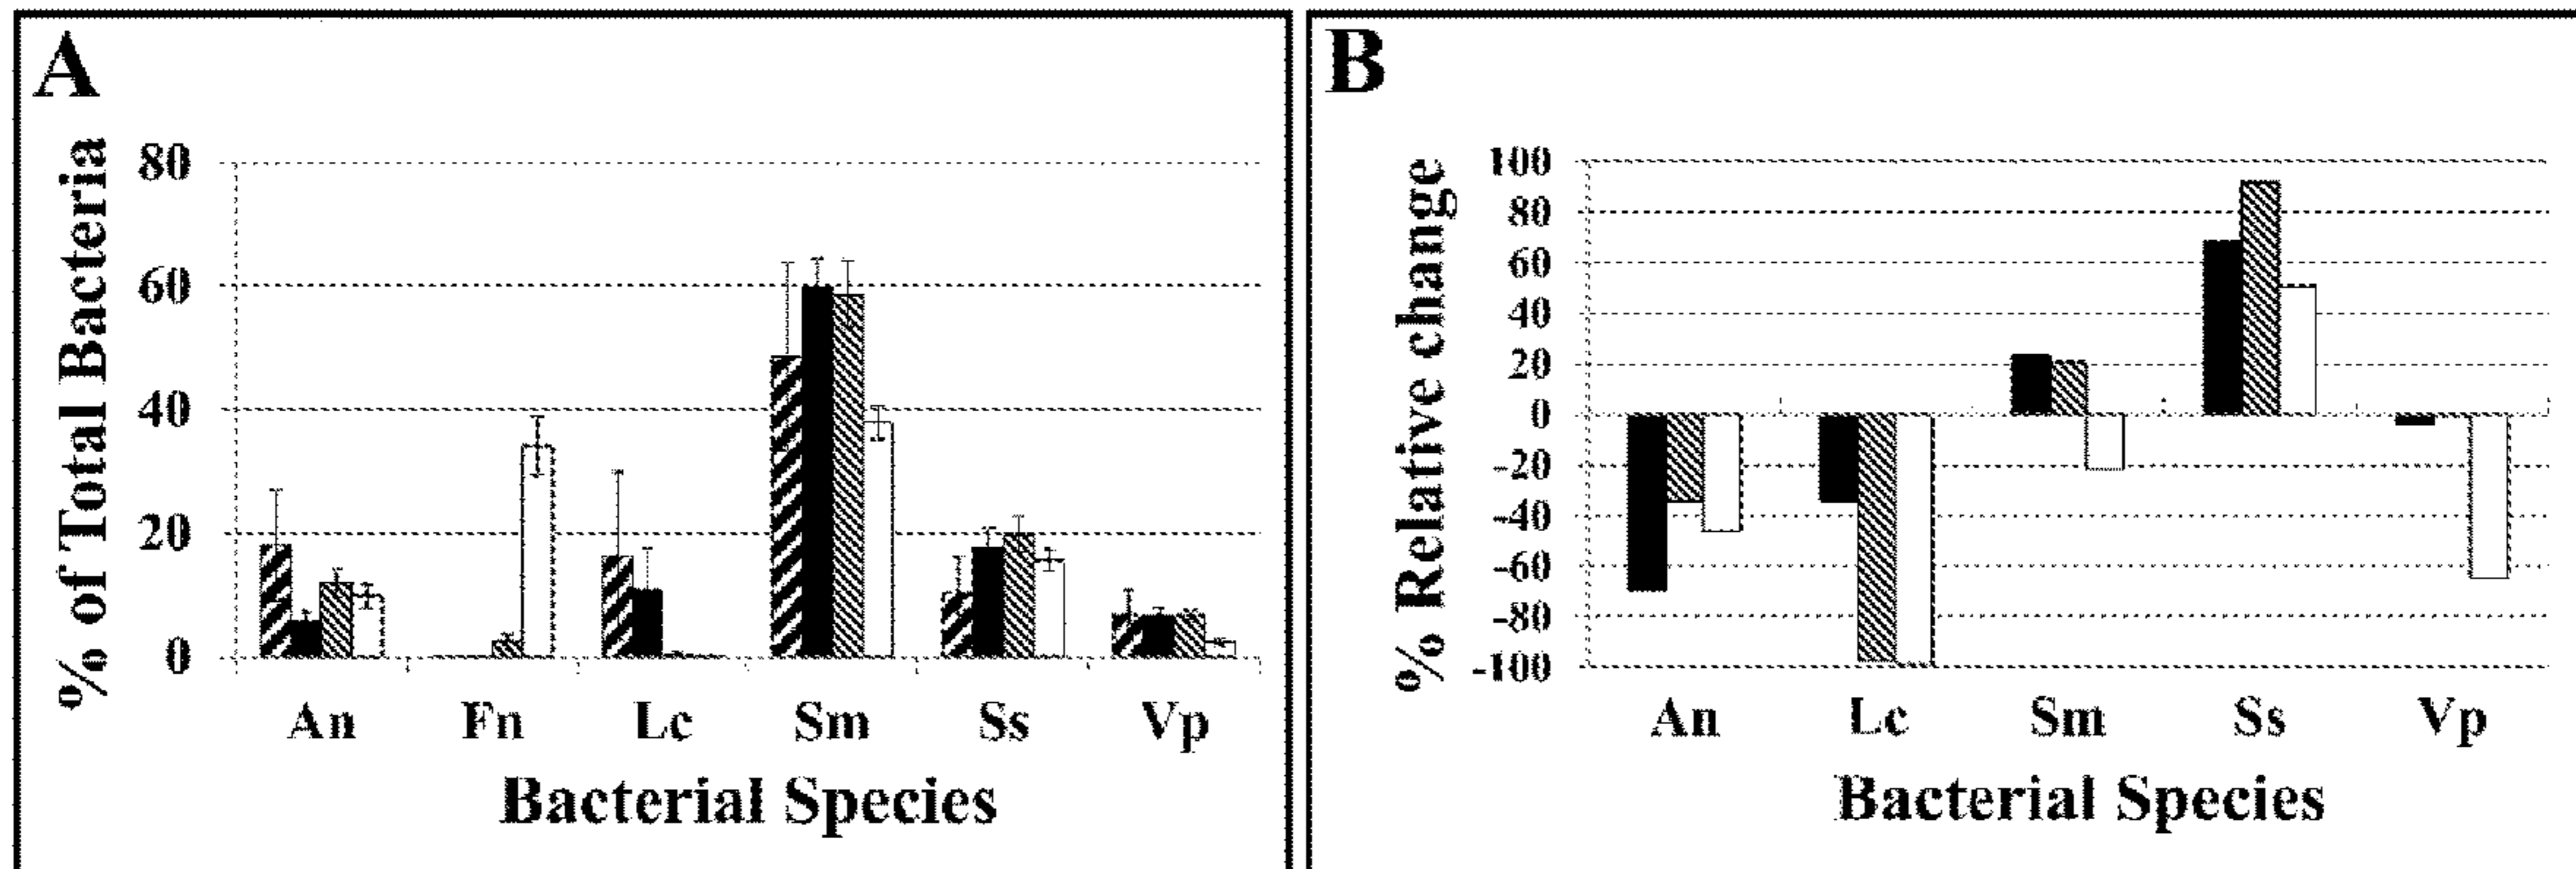 A
% of Total Bacteria
80
60
40
20
0
An Fn Lc Sm Ss Vp
Bacterial Species
B
% Relative change
100
80
60
40
20
0
-20
-40
-60
-80
-100
An Lc Sm Ss Vp
Bacterial Species